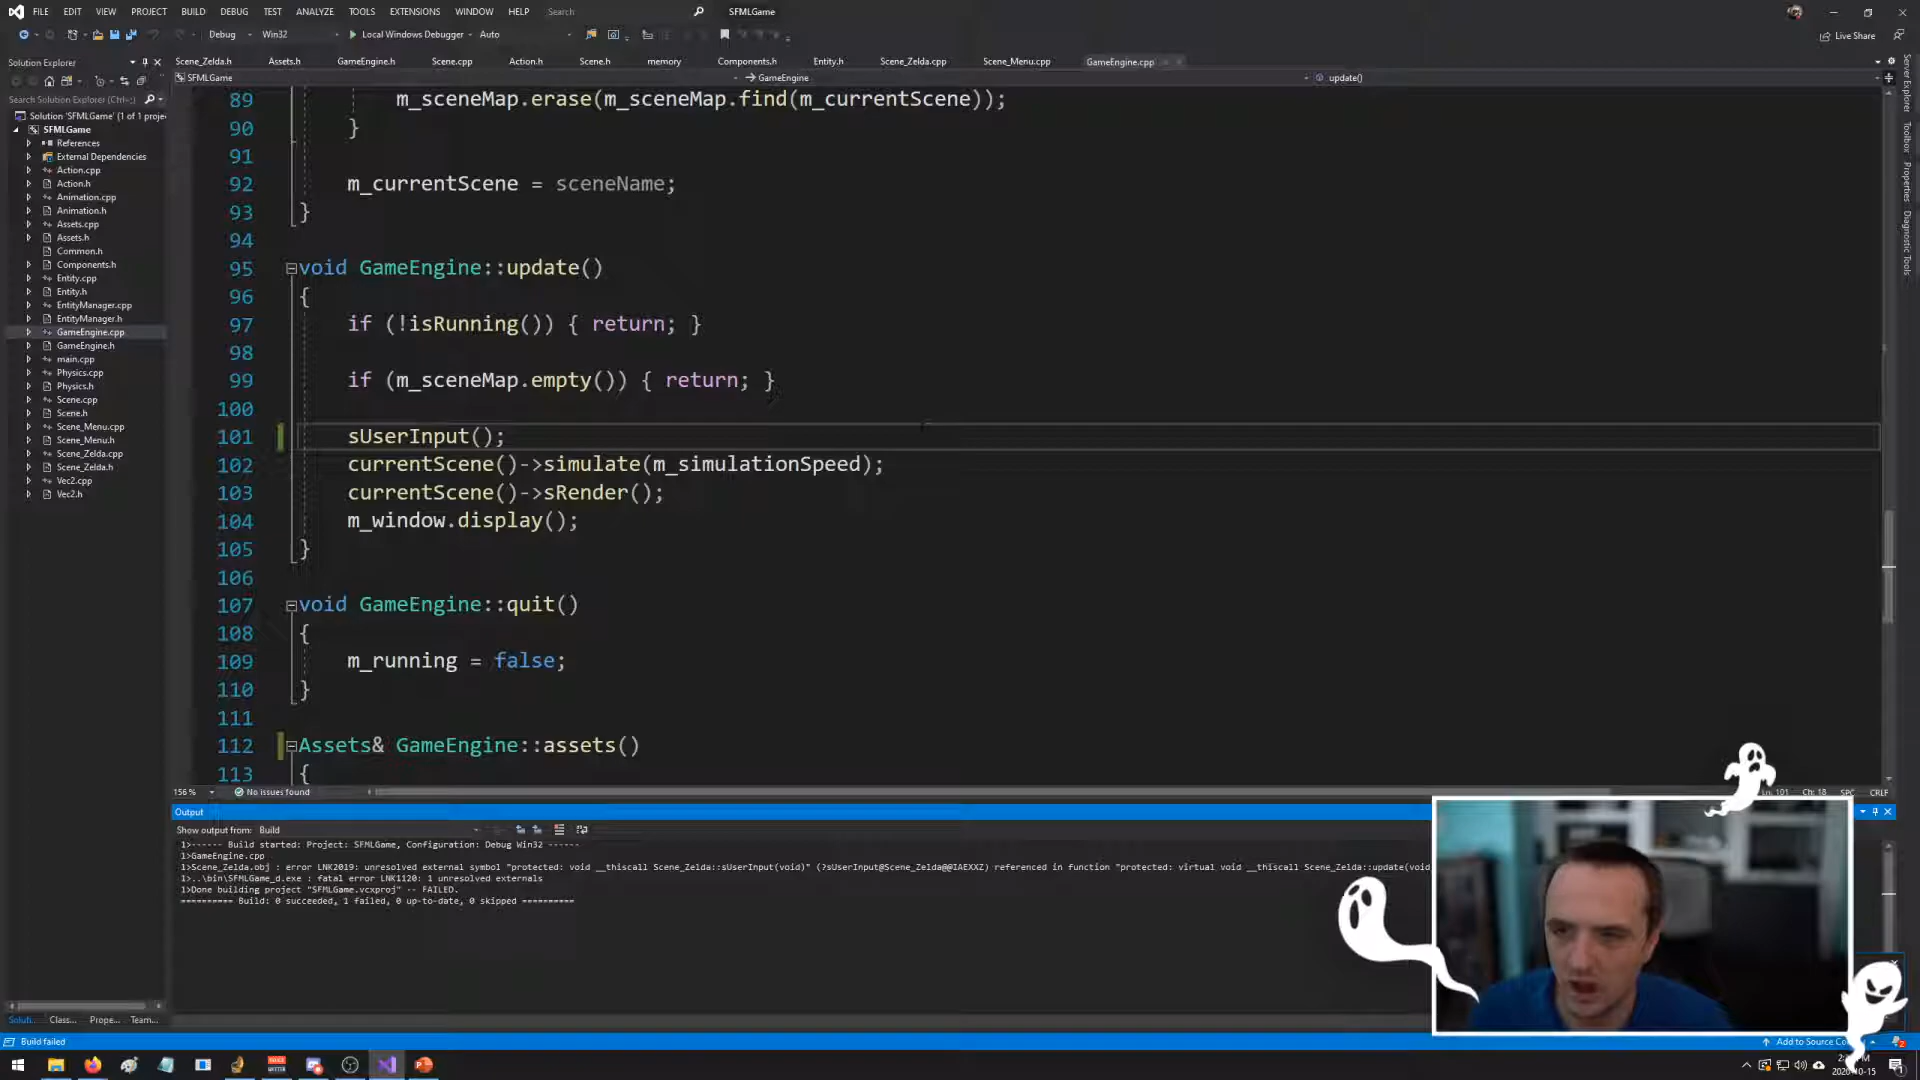 FILE EDIT VIEW PROJECT BUILD DEBUG TEST ANALYZE TOOLS EXTENSIONS WINDOW HELP Search SFMLGame
Debug Win32 Local Windows Debugger Auto Live Share
Solution Explorer
Scene_Zelda.h Assets.h GameEngine.h Scene.cpp Action.h Scene.h memory Components.h Entity.h Scene_Zelda.cpp Scene_Menu.cpp GameEngine.cpp
SFMLGame GameEngine update()
Search Solution Explorer (Ctrl+;)
Solution 'SFMLGame' (1 of 1 proje
SFMLGame
References
External Dependencies
Action.cpp
Action.h
Animation.cpp
Animation.h
Assets.cpp
Assets.h
Common.h
Components.h
Entity.cpp
Entity.h
EntityManager.cpp
EntityManager.h
GameEngine.cpp
GameEngine.h
main.cpp
Physics.cpp
Physics.h
Scene.cpp
Scene.h
Scene_Menu.cpp
Scene_Menu.h
Scene_Zelda.cpp
Scene_Zelda.h
Vec2.cpp
Vec2.h
89 m_sceneMap.erase(m_sceneMap.find(m_currentScene));
90 }
91
92 m_currentScene = sceneName;
93 }
94
95 void GameEngine::update()
96 {
97 if (!isRunning()) { return; }
98
99 if (m_sceneMap.empty()) { return; }
100
101 sUserInput();
102 currentScene()->simulate(m_simulationSpeed);
103 currentScene()->sRender();
104 m_window.display();
105 }
106
107 void GameEngine::quit()
108 {
109 m_running = false;
110 }
111
112 Assets& GameEngine::assets()
113 {
Server Explorer
Toolbox
Properties
Diagnostic Tools
156 % No issues found Ln: 101 Ch: 18 SPC CRLF
Output
Show output from: Build
1>------ Build started: Project: SFMLGame, Configuration: Debug Win32 ------
1>GameEngine.cpp
1>Scene_Zelda.obj : error LNK2019: unresolved external symbol "protected: void __thiscall Scene_Zelda::sUserInput(void)" (?sUserInput@Scene_Zelda@@IAEXXZ) referenced in function "protected: virtual void __thiscall Scene_Zelda::update(void
1>..\bin\SFMLGame_d.exe : fatal error LNK1120: 1 unresolved externals
1>Done building project "SFMLGame.vcxproj" -- FAILED.
========== Build: 0 succeeded, 1 failed, 0 up-to-date, 0 skipped ==========
Soluti... Class... Prope... Team...
Build failed Add to Source Co
2020-10-15